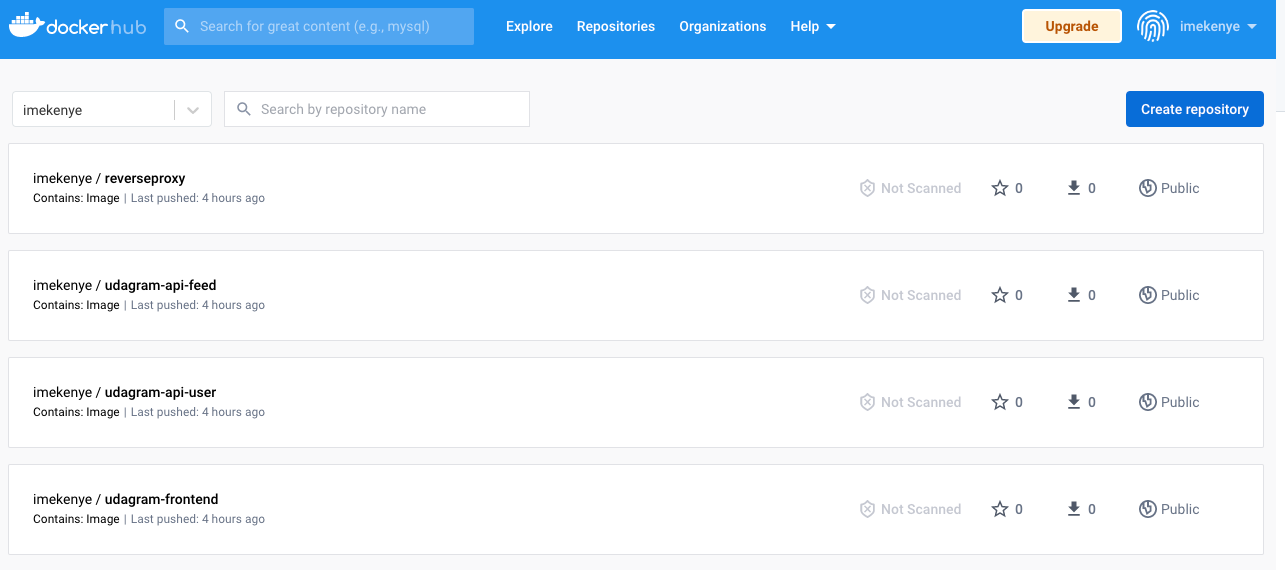 dockerhub Search for great content (e.g., mysql) Explore Repositories Organizations Help Upgrade imekenye
imekenye Search by repository name Create repository
imekenye / reverseproxy
Contains: Image | Last pushed: 4 hours ago
Not Scanned 0 0 Public
imekenye / udagram-api-feed
Contains: Image | Last pushed: 4 hours ago
Not Scanned 0 0 Public
imekenye / udagram-api-user
Contains: Image | Last pushed: 4 hours ago
Not Scanned 0 0 Public
imekenye / udagram-frontend
Contains: Image | Last pushed: 4 hours ago
Not Scanned 0 0 Public